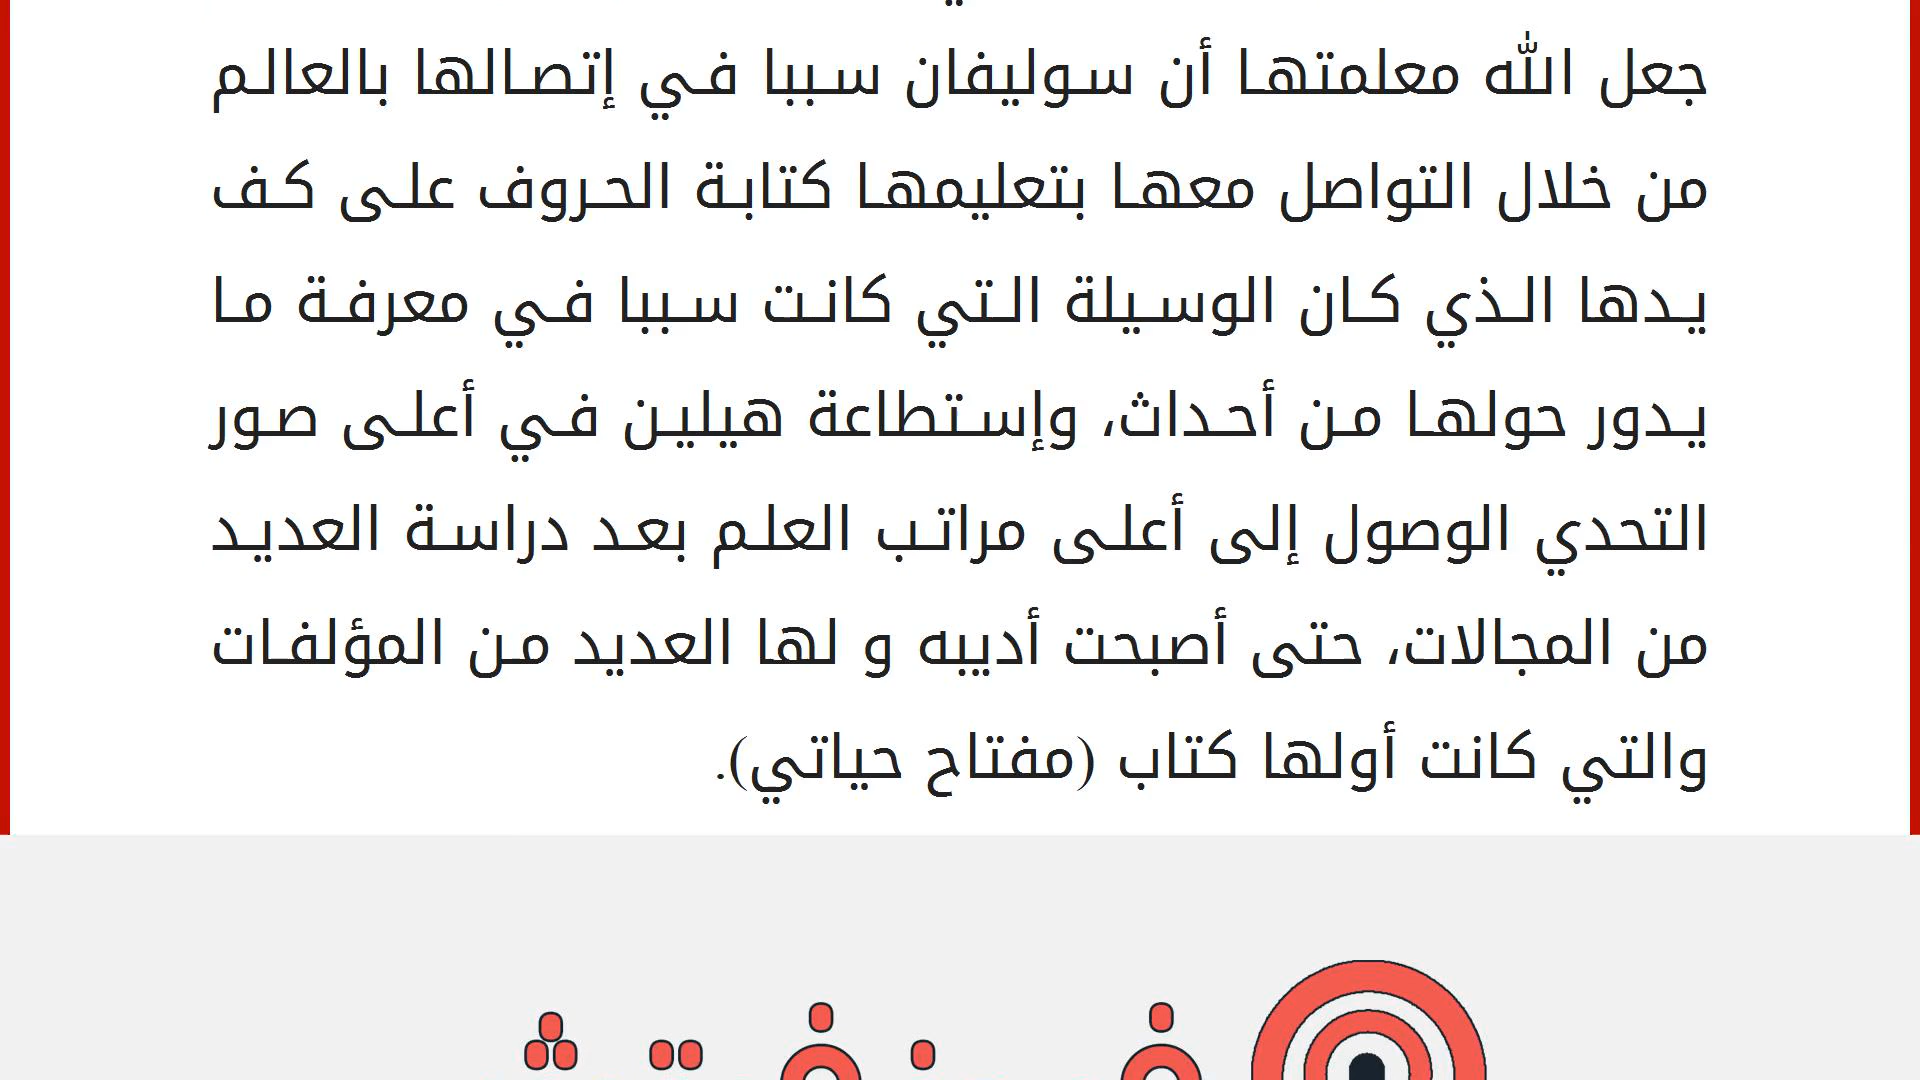 جعل الله معلمتها أن سوليفان سببا في إتصالها بالعالم
من خلال التواصل معها بتعليمها كتابة الحروف على كف
يدها الذي كان الوسيلة التي كانت سببا في معرفة ما
يدور حولها من أحداث، وإستطاعة هيلين في أعلى صور
التحدي الوصول إلى أعلى مراتب العلم بعد دراسة العديد
من المجالات، حتى أصبحت أديبه و لها العديد من المؤلفات
والتي كانت أولها كتاب (مفتاح حياتي).